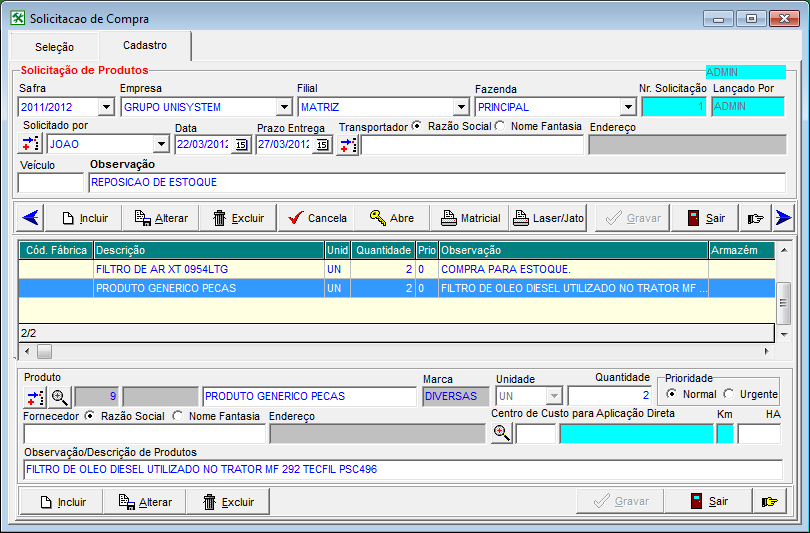 Solicitacao de Compra
Seleção Cadastro
Solicitação de Produtos ADMIN
Safra Empresa Filial Fazenda Nr. Solicitação Lançado Por
2011/2012 GRUPO UNISYSTEM MATRIZ PRINCIPAL 1 ADMIN
Solicitado por Data Prazo Entrega Transportador Razão Social Nome Fantasia Endereço
JOAO 22/03/2012 15 27/03/2012 15
Veículo Observação
REPOSICAO DE ESTOQUE
Incluir Alterar Excluir Cancela Abre Matricial Laser/Jato Gravar Sair
Cód. Fábrica Descrição Unid Quantidade Prio Observação Armazém
FILTRO DE AR XT 0954LTG UN 2 0 COMPRA PARA ESTOQUE.
PRODUTO GENERICO PECAS UN 2 0 FILTRO DE OLEO DIESEL UTILIZADO NO TRATOR MF ...
2/2
Produto Marca Unidade Quantidade Prioridade
9 PRODUTO GENERICO PECAS DIVERSAS UN 2 Normal Urgente
Fornecedor Razão Social Nome Fantasia Endereço Centro de Custo para Aplicação Direta Km HA
Observação/Descrição de Produtos
FILTRO DE OLEO DIESEL UTILIZADO NO TRATOR MF 292 TECFIL PSC496
Incluir Alterar Excluir Gravar Sair